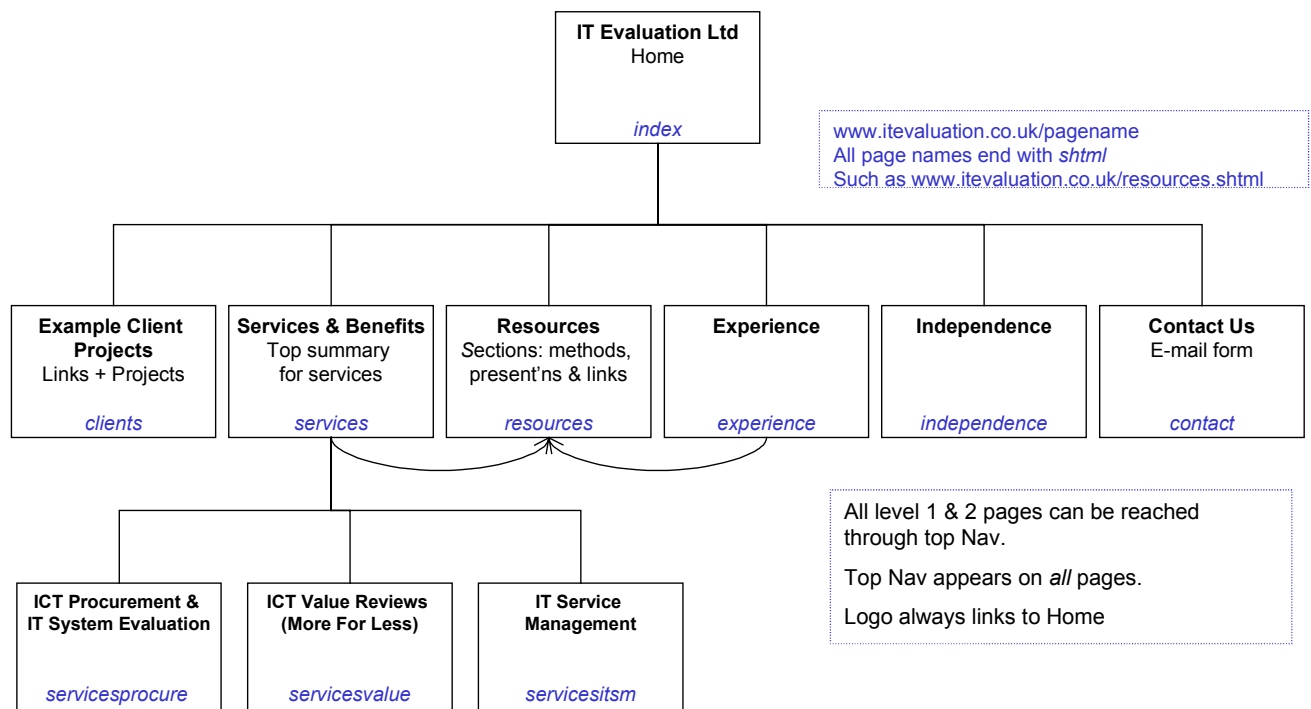 IT Evaluation Ltd
Home
index
www.itevaluation.co.uk/pagename
All page names end with shtml
Such as www.itevaluation.co.uk/resources.shtml
Example Client
Projects
Links + Projects
clients
Services & Benefits
Top summary
for services
services
Resources
Sections: methods,
present'ns & links
resources
Experience
experience
Independence
independence
Contact Us
E-mail form
contact
All level 1 & 2 pages can be reached
through top Nav.
Top Nav appears on all pages.
Logo always links to Home
ICT Procurement &
IT System Evaluation
servicesprocure
ICT Value Reviews
(More For Less)
servicesvalue
IT Service
Management
servicesitsm